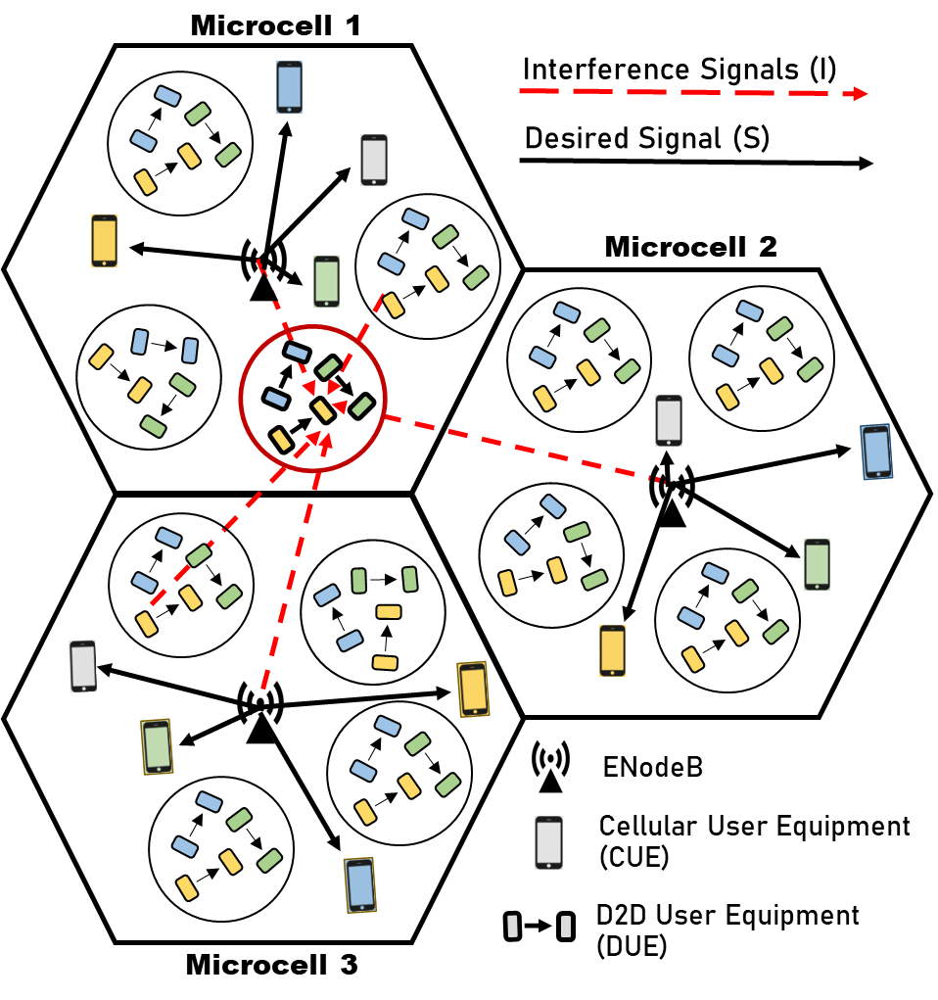 Microcell 1
Interference Signals (I)
Desired Signal (S)
Microcell 2
ENodeB
Cellular User Equipment
(CUE)
D2D User Equipment
(DUE)
Microcell 3